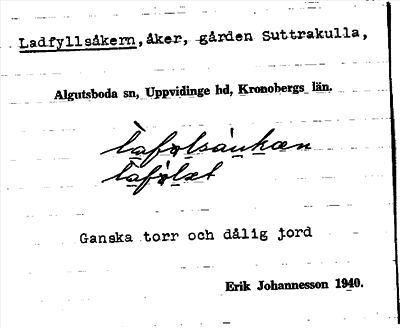 Ladfyllsåkern, åker, gården Suttrakulla,
Algutsboda sn, Uppvidinge hd, Kronobergs län.
Ganska torr och dålig jord
Erik Johannesson 1940.